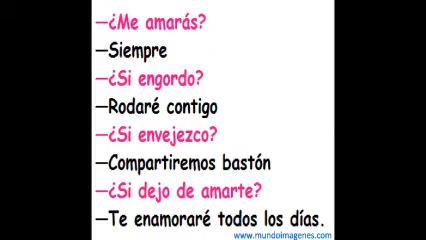 —¿Me amarás?
—Siempre
—¿Si engordo?
—Rodaré contigo
—¿Si envejezco?
—Compartiremos bastón
—¿Si dejo de amarte?
—Te enamoraré todos los días.
www.mundoimagenes.com